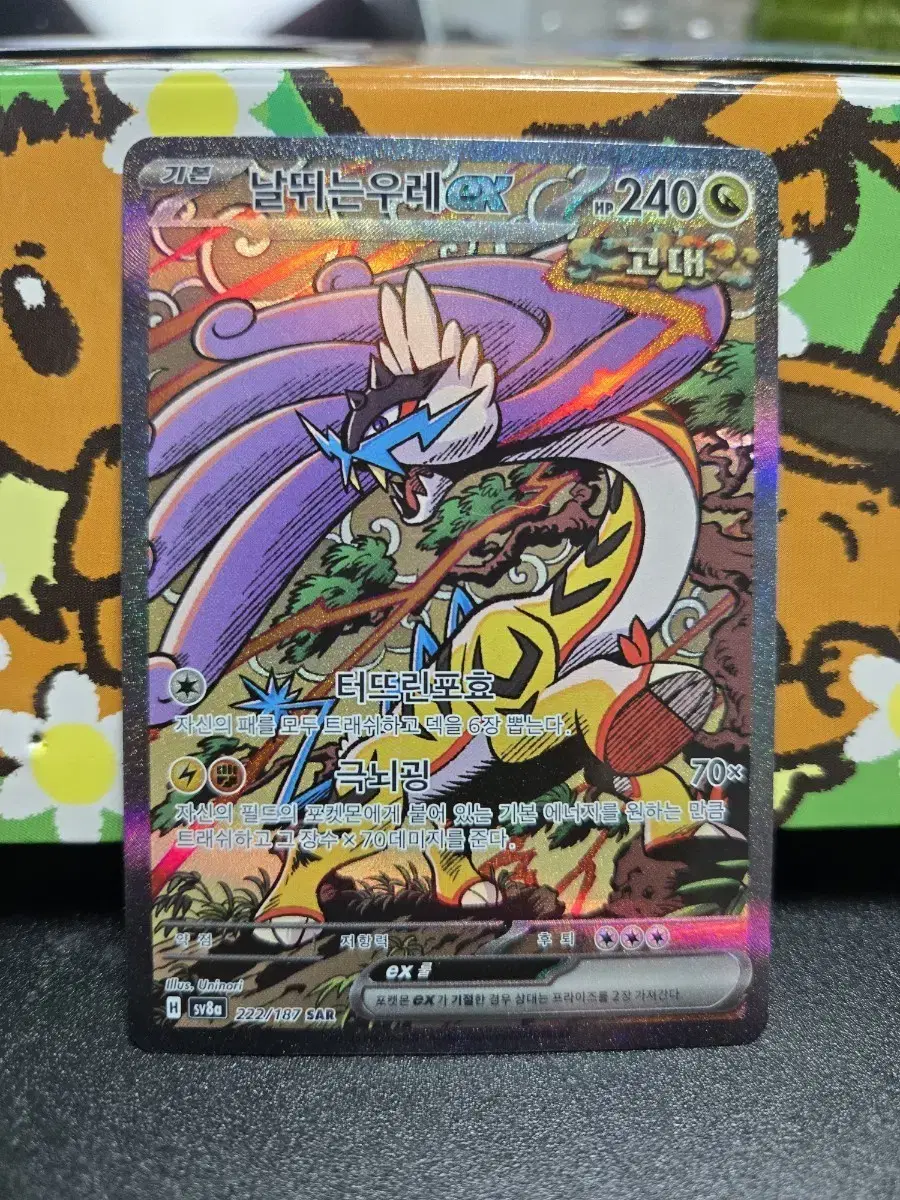 기본 날뛰는우레 ex HP 240
고대
터뜨린포효
자신의 패를 모두 트래쉬하고 덱을 6장 뽑는다.
극뇌굉 70×
자신의 필드의 포켓몬에게 붙어 있는 기본 에너지를 원하는 만큼
트래쉬하고 그 장수×70데미지를 준다.
약점 저항력 후퇴
ex 룰
포켓몬 ex가 기절한 경우 상대는 프라이즈를 2장 가져간다.
Illus. Uninori
H sv8a 222/187 SAR